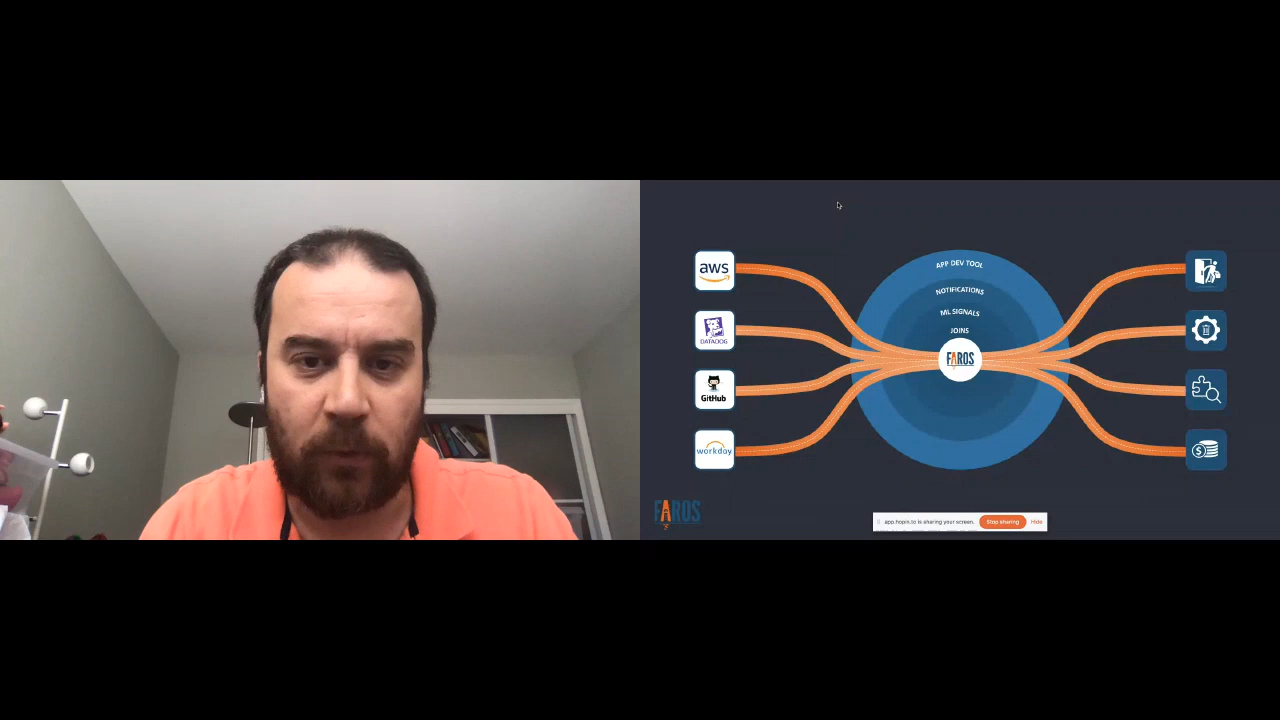 aws
DATADOG
GitHub
workday
APP DEV TOOL
NOTIFICATIONS
ML SIGNALS
JOINS
FAROS
FAROS
app.hopin.to is sharing your screen.
Stop sharing
Hide